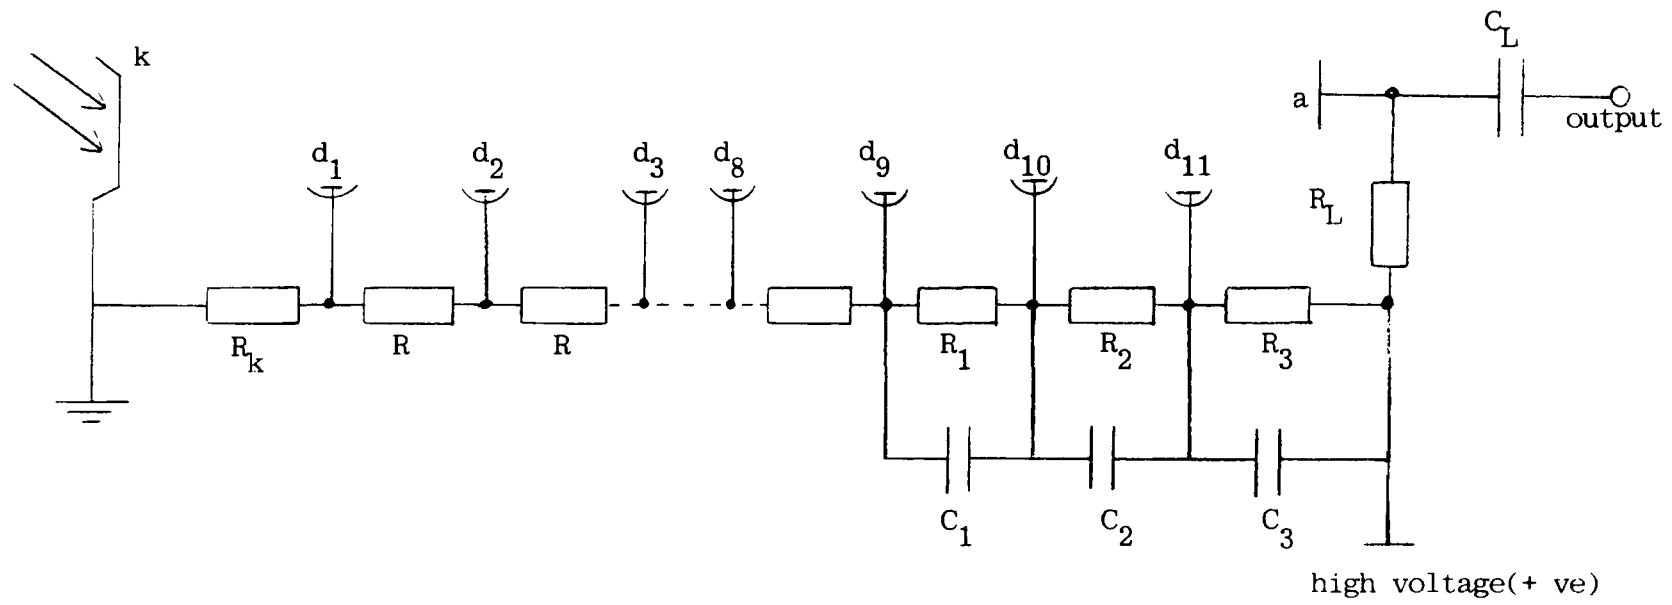 k
C_L
a
output
d_1
d_2
d_3
d_8
d_9
d_10
d_11
R_L
R_k
R
R
R_1
R_2
R_3
C_1
C_2
C_3
high voltage(+ ve)